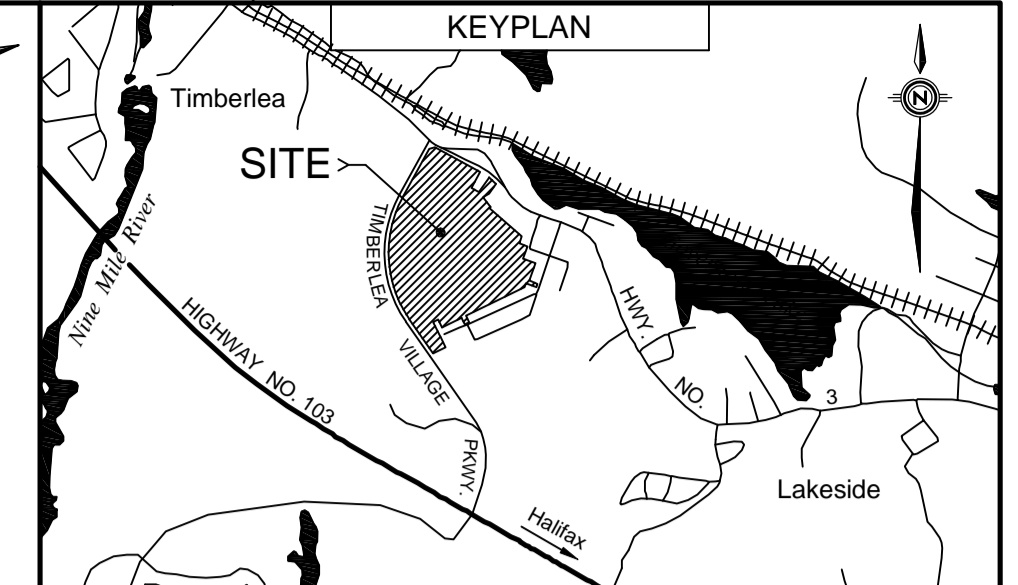 KEYPLAN
N
Timberlea
SITE
Nine Mile River
TIMBERLEA
VILLAGE
PKWY.
HIGHWAY NO. 103
HWY.
NO.
3
Lakeside
Halifax